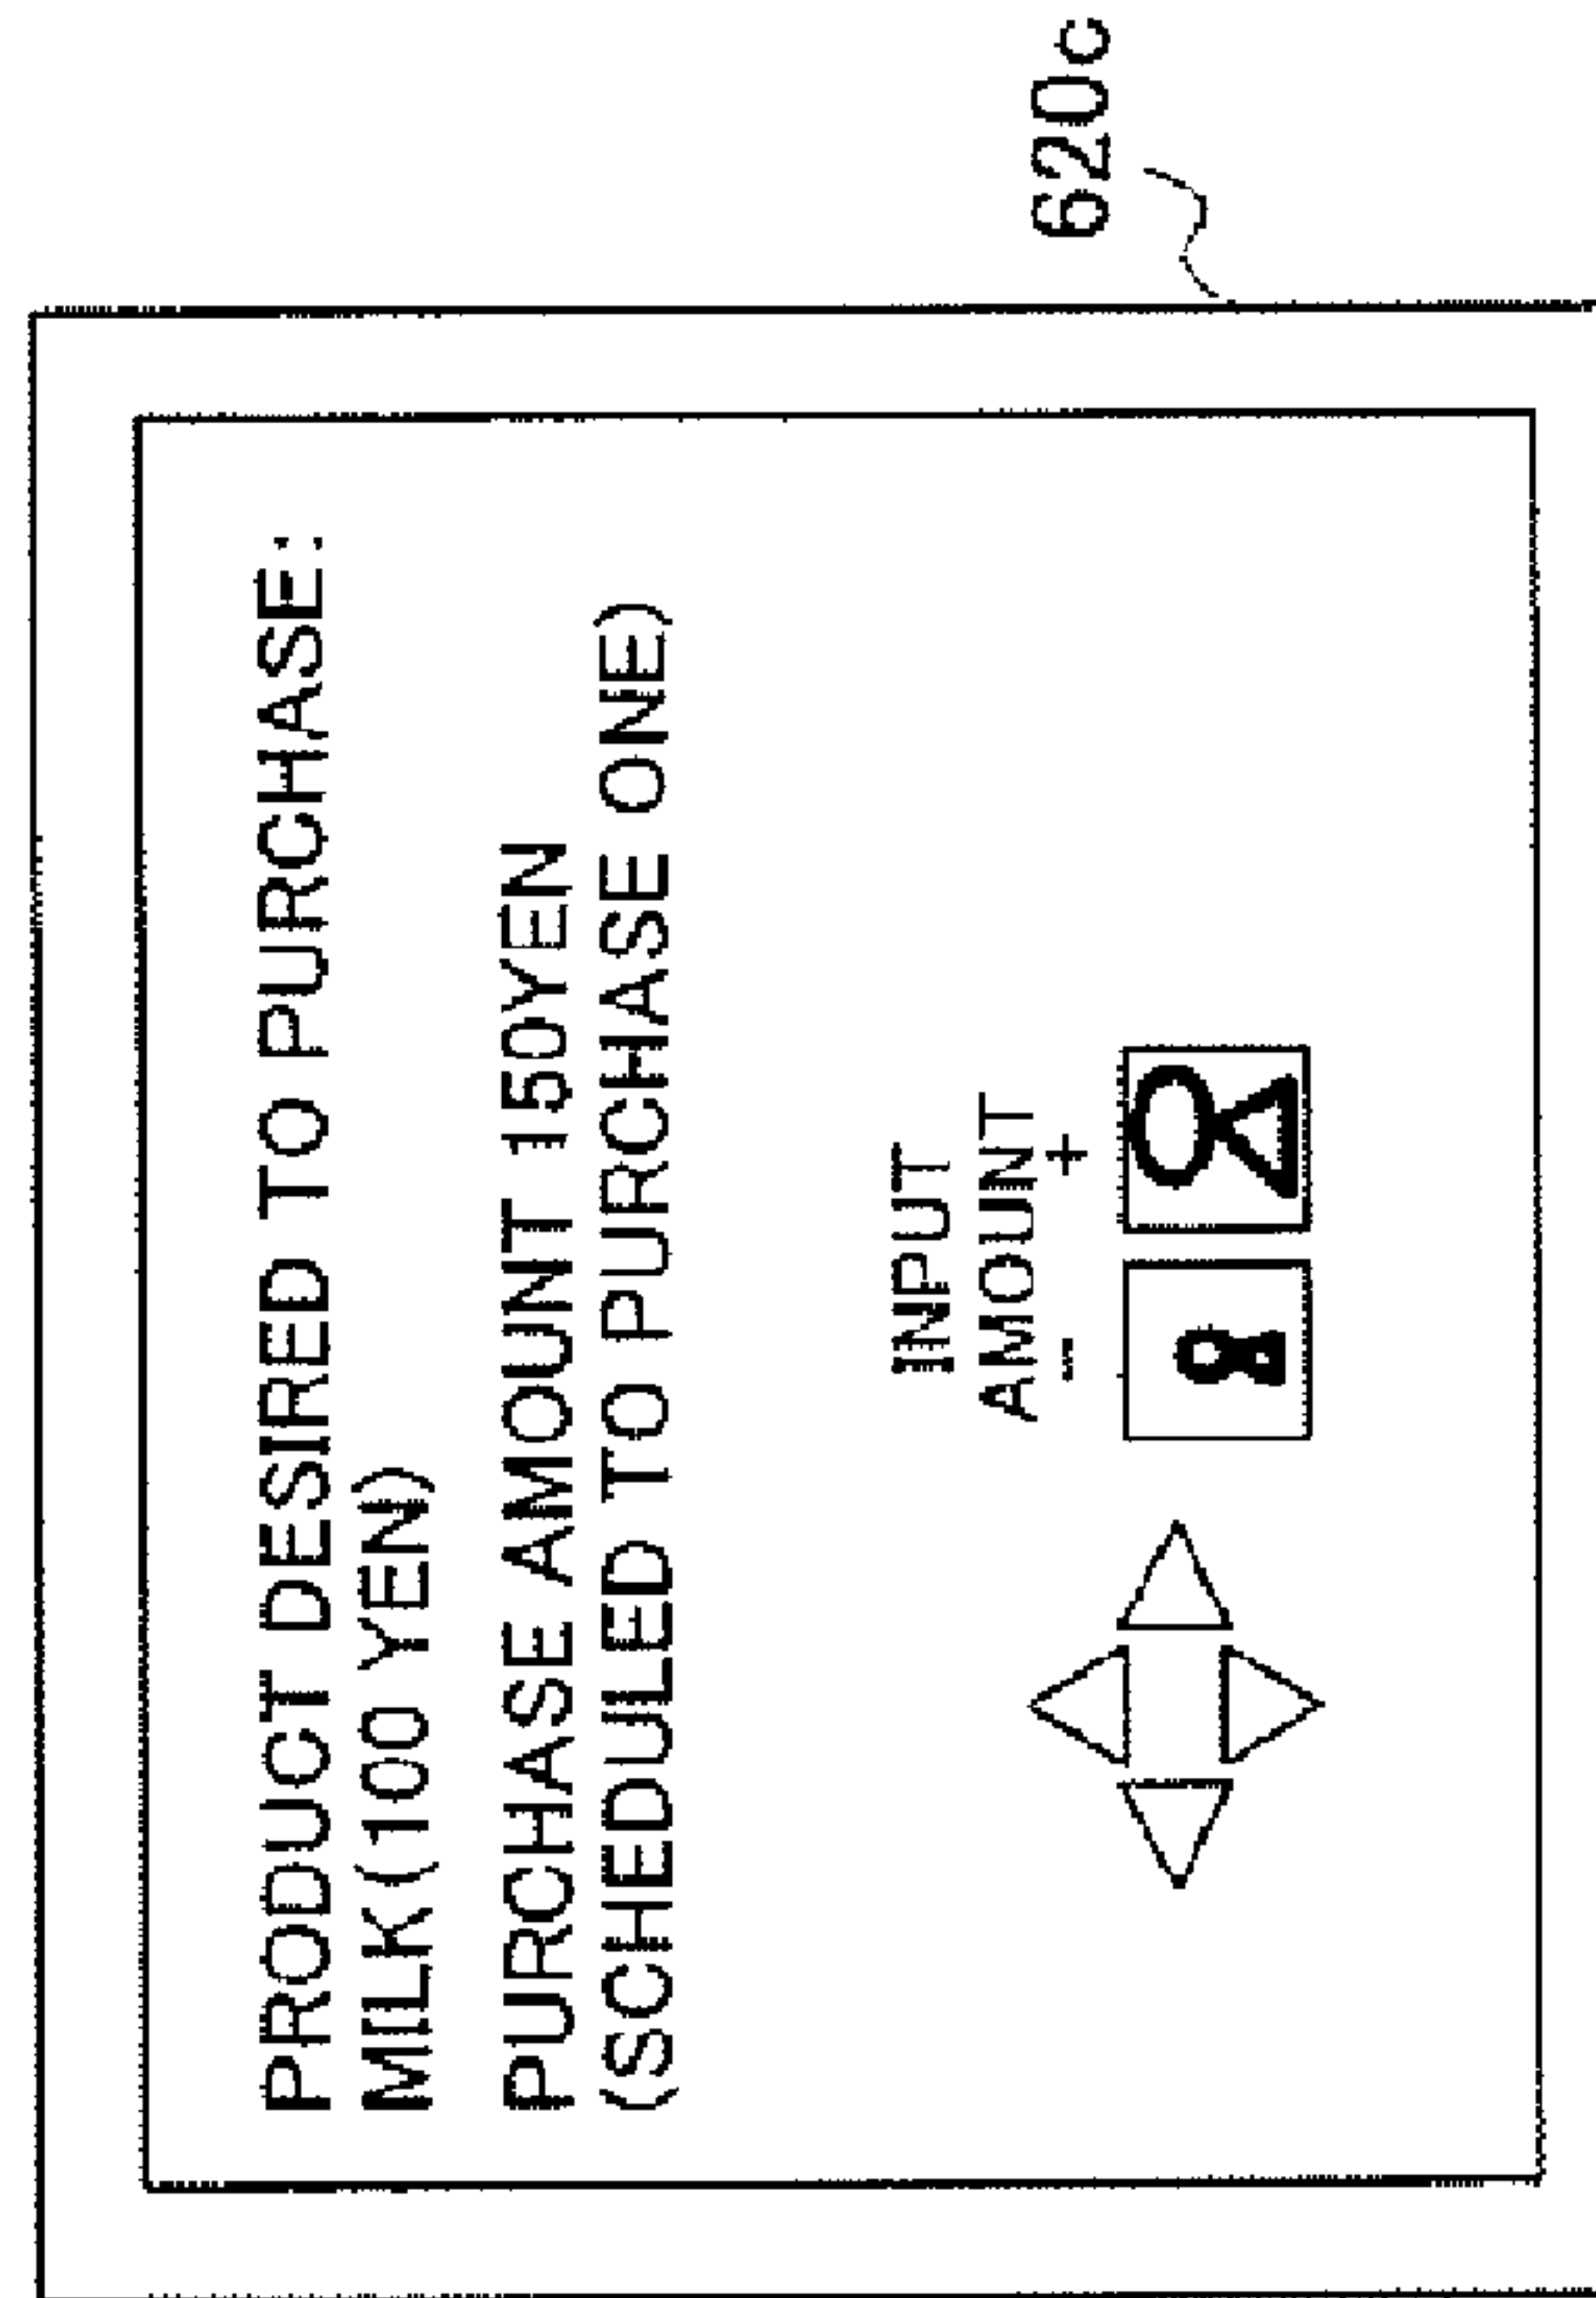 PRODUCT DESIRED TO PURCHASE:
MILK(100 YEN)
PURCHASE AMOUNT 150YEN
(SCHEDULED TO PURCHASE ONE)
INPUT
AMOUNT
- +
620c